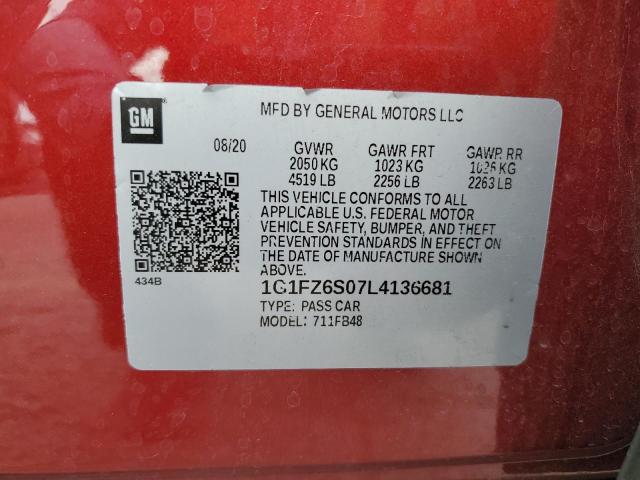 GM
MFD BY GENERAL MOTORS LLC
08/20 GVWR GAWR FRT GAWR RR
2050 KG 1023 KG 1026 KG
4519 LB 2256 LB 2263 LB
THIS VEHICLE CONFORMS TO ALL
APPLICABLE U.S. FEDERAL MOTOR
VEHICLE SAFETY, BUMPER, AND THEFT
PREVENTION STANDARDS IN EFFECT ON
THE DATE OF MANUFACTURE SHOWN
ABOVE.
434B
1G1FZ6S07L4136681
TYPE: PASS CAR
MODEL: 711FB48